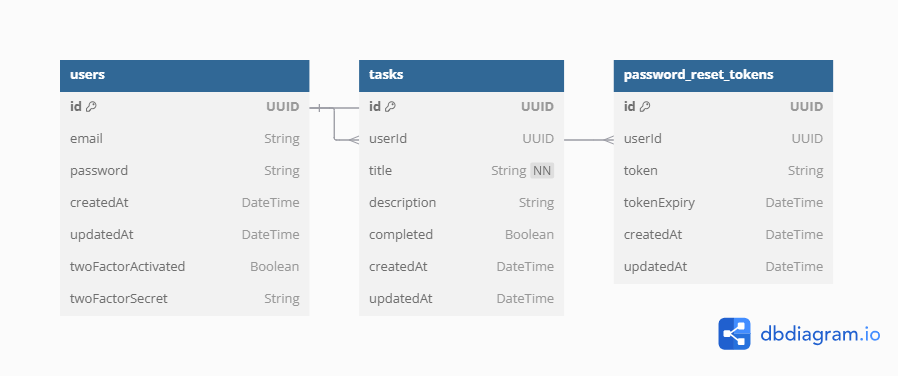 users
id UUID
email String
password String
createdAt DateTime
updatedAt DateTime
twoFactorActivated Boolean
twoFactorSecret String
tasks
id UUID
userId UUID
title String NN
description String
completed Boolean
createdAt DateTime
updatedAt DateTime
password_reset_tokens
id UUID
userId UUID
token String
tokenExpiry DateTime
createdAt DateTime
updatedAt DateTime
dbdiagram.io